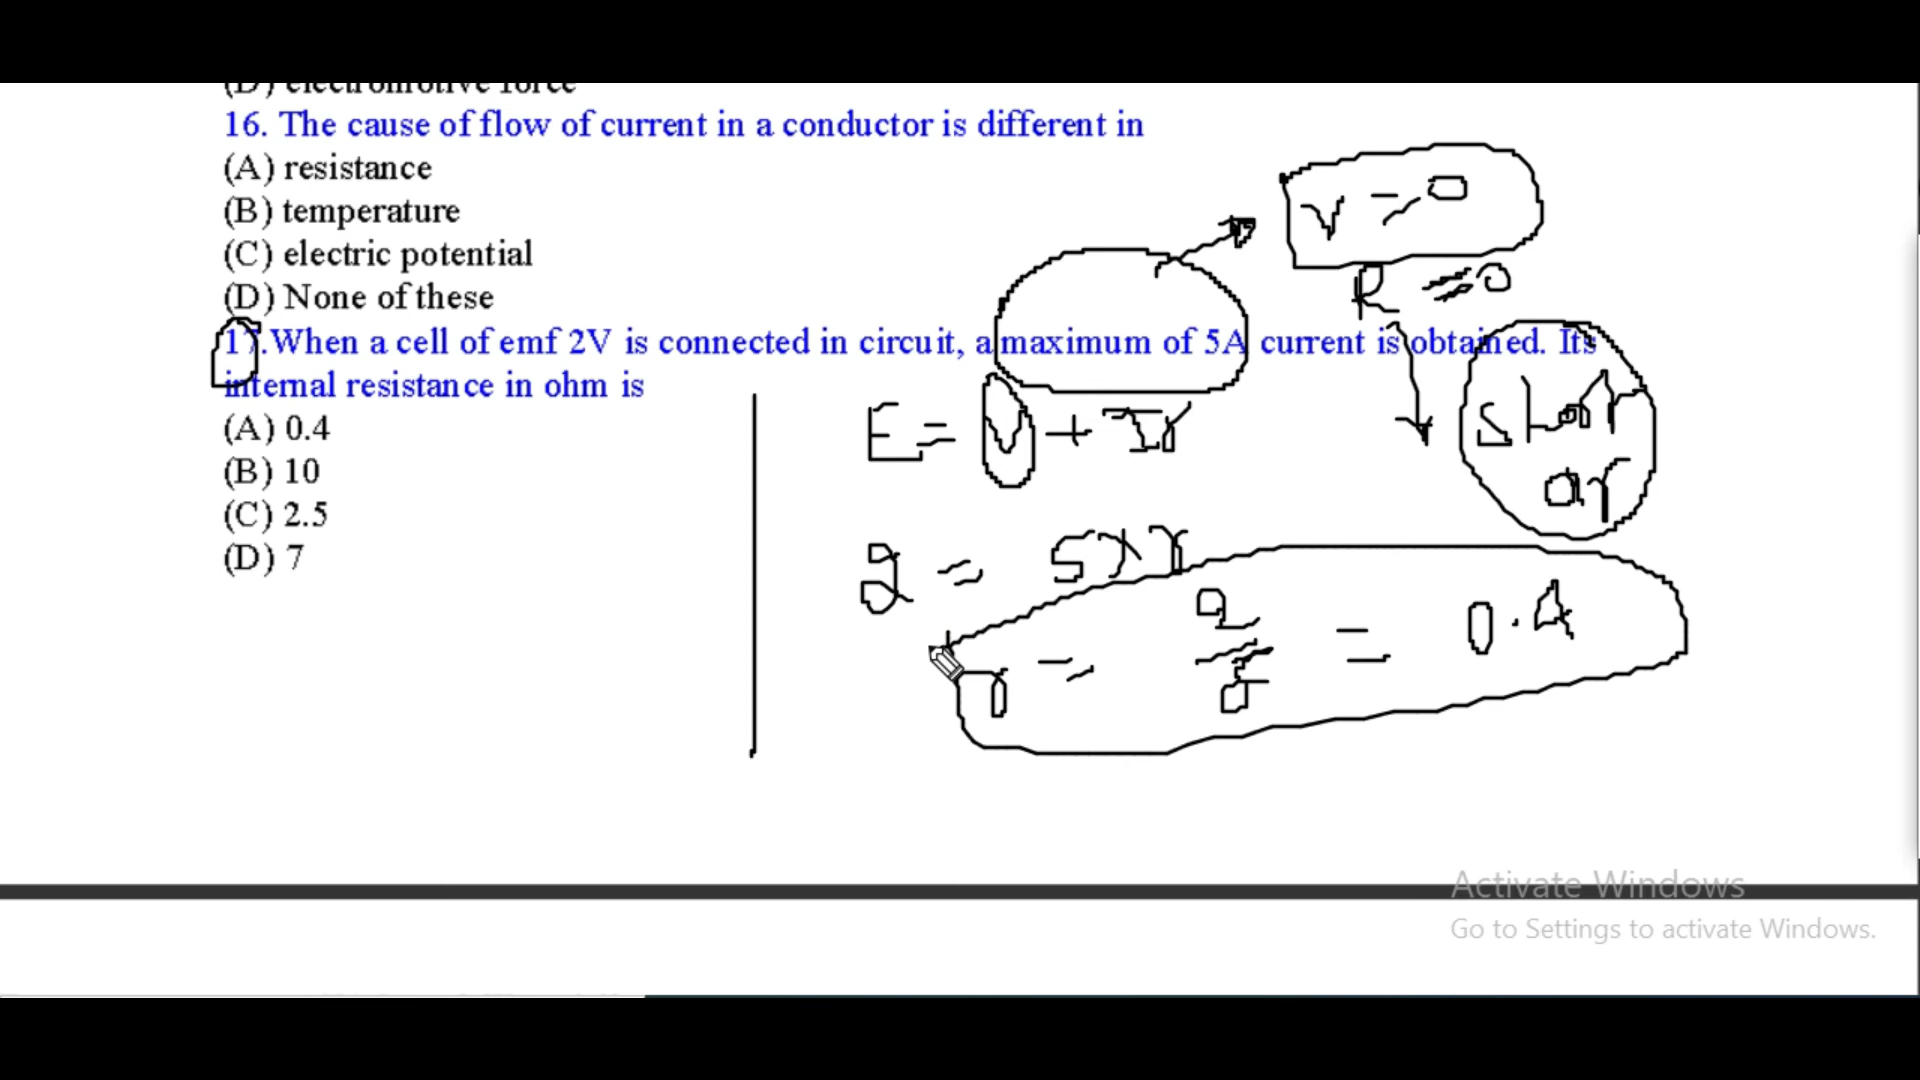 (D) electromotive force
16. The cause of flow of current in a conductor is different in
(A) resistance
(B) temperature
(C) electric potential
(D) None of these
17.When a cell of emf 2V is connected in circuit, a maximum of 5A current is obtained. Its
internal resistance in ohm is
(A) 0.4
(B) 10
(C) 2.5
(D) 7
V = 0
R = 0
E = V + Ir
2 = 5×r
r = 2/5 = 0.4
Activate Windows
Go to Settings to activate Windows.